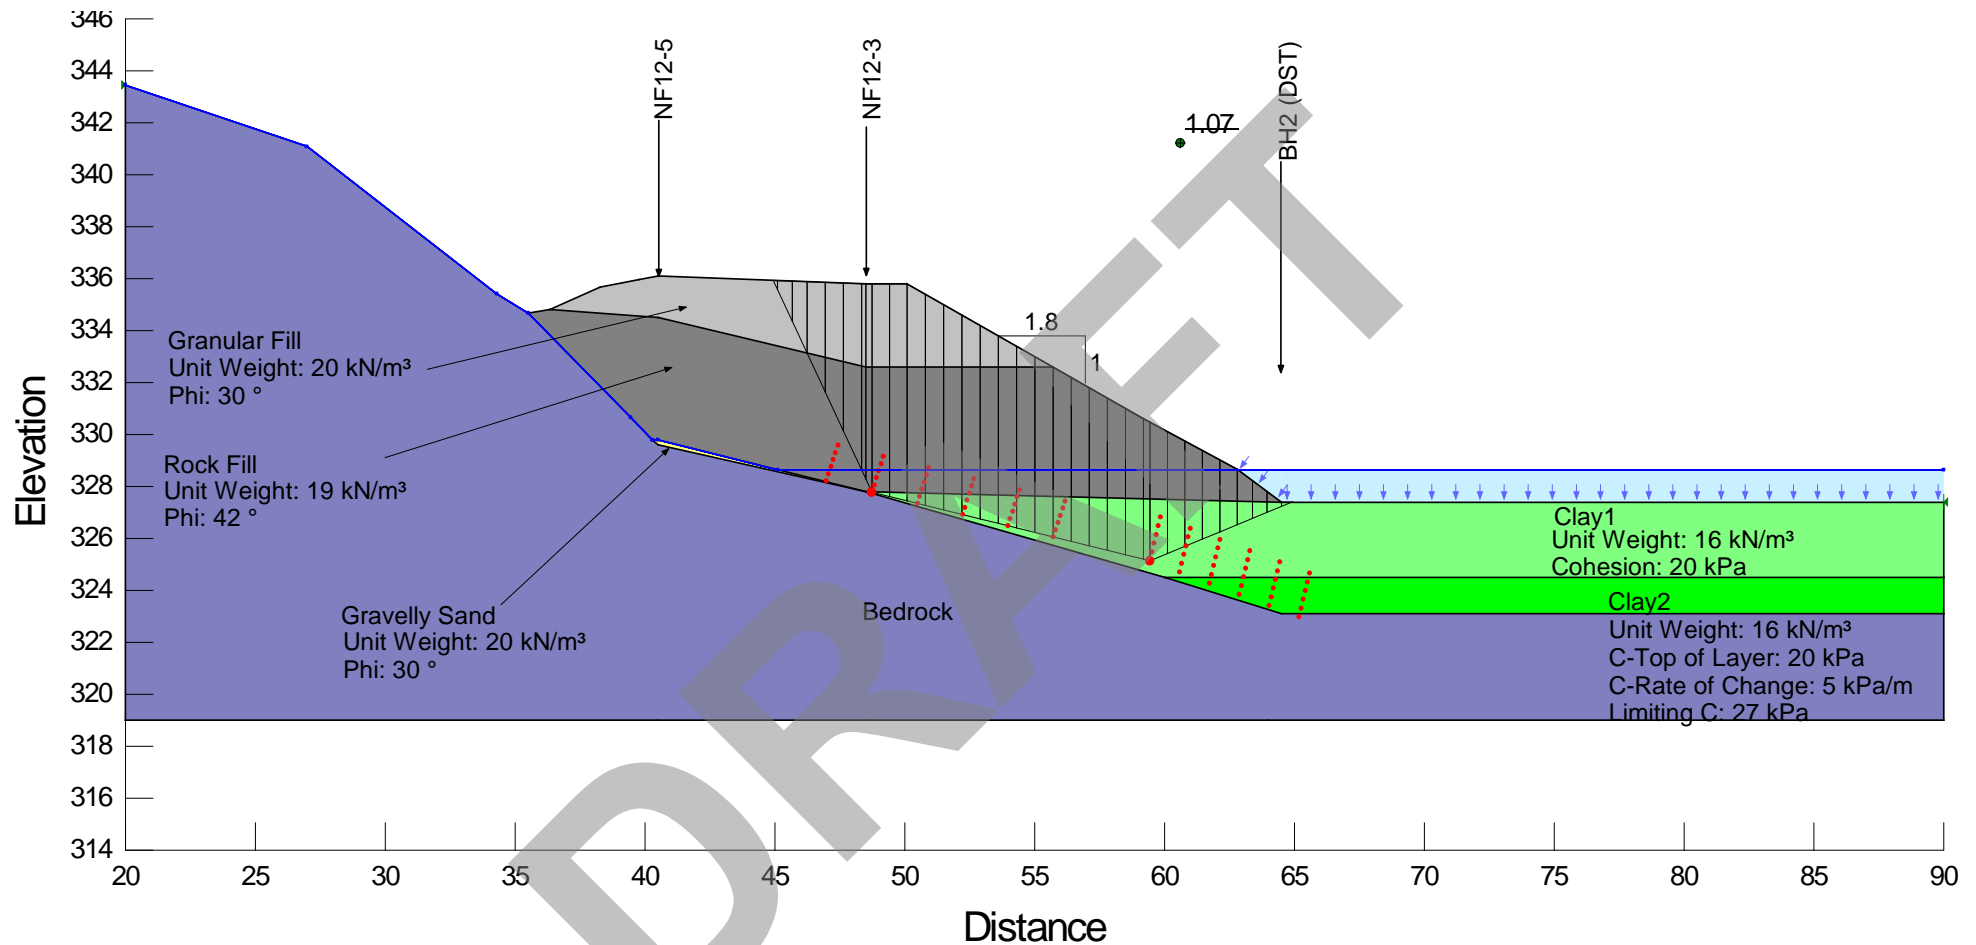 346
344
342
340
338
336
334
332
330
328
326
324
322
320
318
316
314
Elevation
NF12-5
NF12-3
BH2 (DST)
1.07
1.8
1
Granular Fill
Unit Weight: 20 kN/m³
Phi: 30 °
Rock Fill
Unit Weight: 19 kN/m³
Phi: 42 °
Gravelly Sand
Unit Weight: 20 kN/m³
Phi: 30 °
Bedrock
Clay1
Unit Weight: 16 kN/m³
Cohesion: 20 kPa
Clay2
Unit Weight: 16 kN/m³
C-Top of Layer: 20 kPa
C-Rate of Change: 5 kPa/m
Limiting C: 27 kPa
DRAFT
20 25 30 35 40 45 50 55 60 65 70 75 80 85 90
Distance